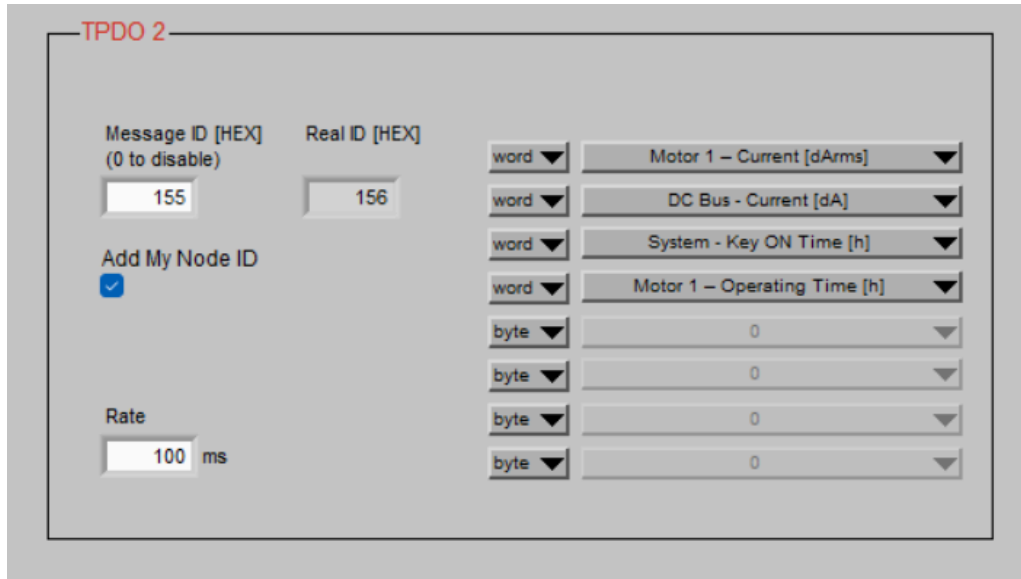 TPDO 2
Message ID [HEX]
(0 to disable)
Real ID [HEX]
155
156
Add My Node ID
Rate
100 ms
word Motor 1 – Current [dArms]
word DC Bus - Current [dA]
word System - Key ON Time [h]
word Motor 1 – Operating Time [h]
byte 0
byte 0
byte 0
byte 0